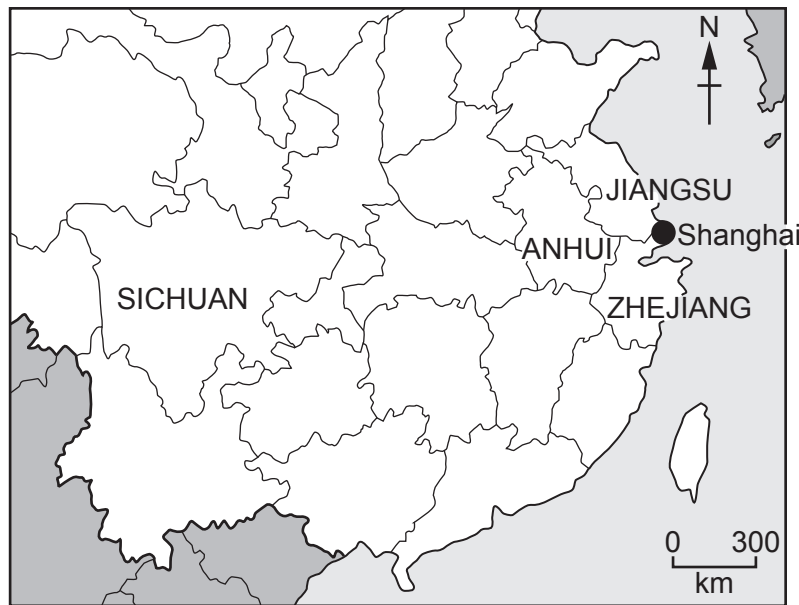 N
JIANGSU
Shanghai
ANHUI
SICHUAN
ZHEJIANG
0 300
km